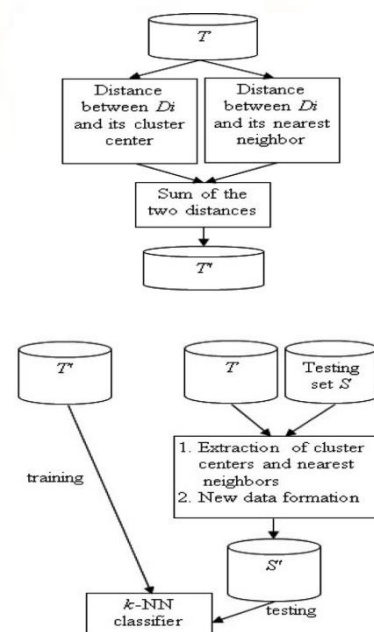 T
Distance
between Di
and its cluster
center
Distance
between Di
and its nearest
neighbor
Sum of the
two distances
T'
T'
T
Testing
set S
training
1. Extraction of cluster
centers and nearest
neighbors
2. New data formation
S'
testing
k-NN
classifier